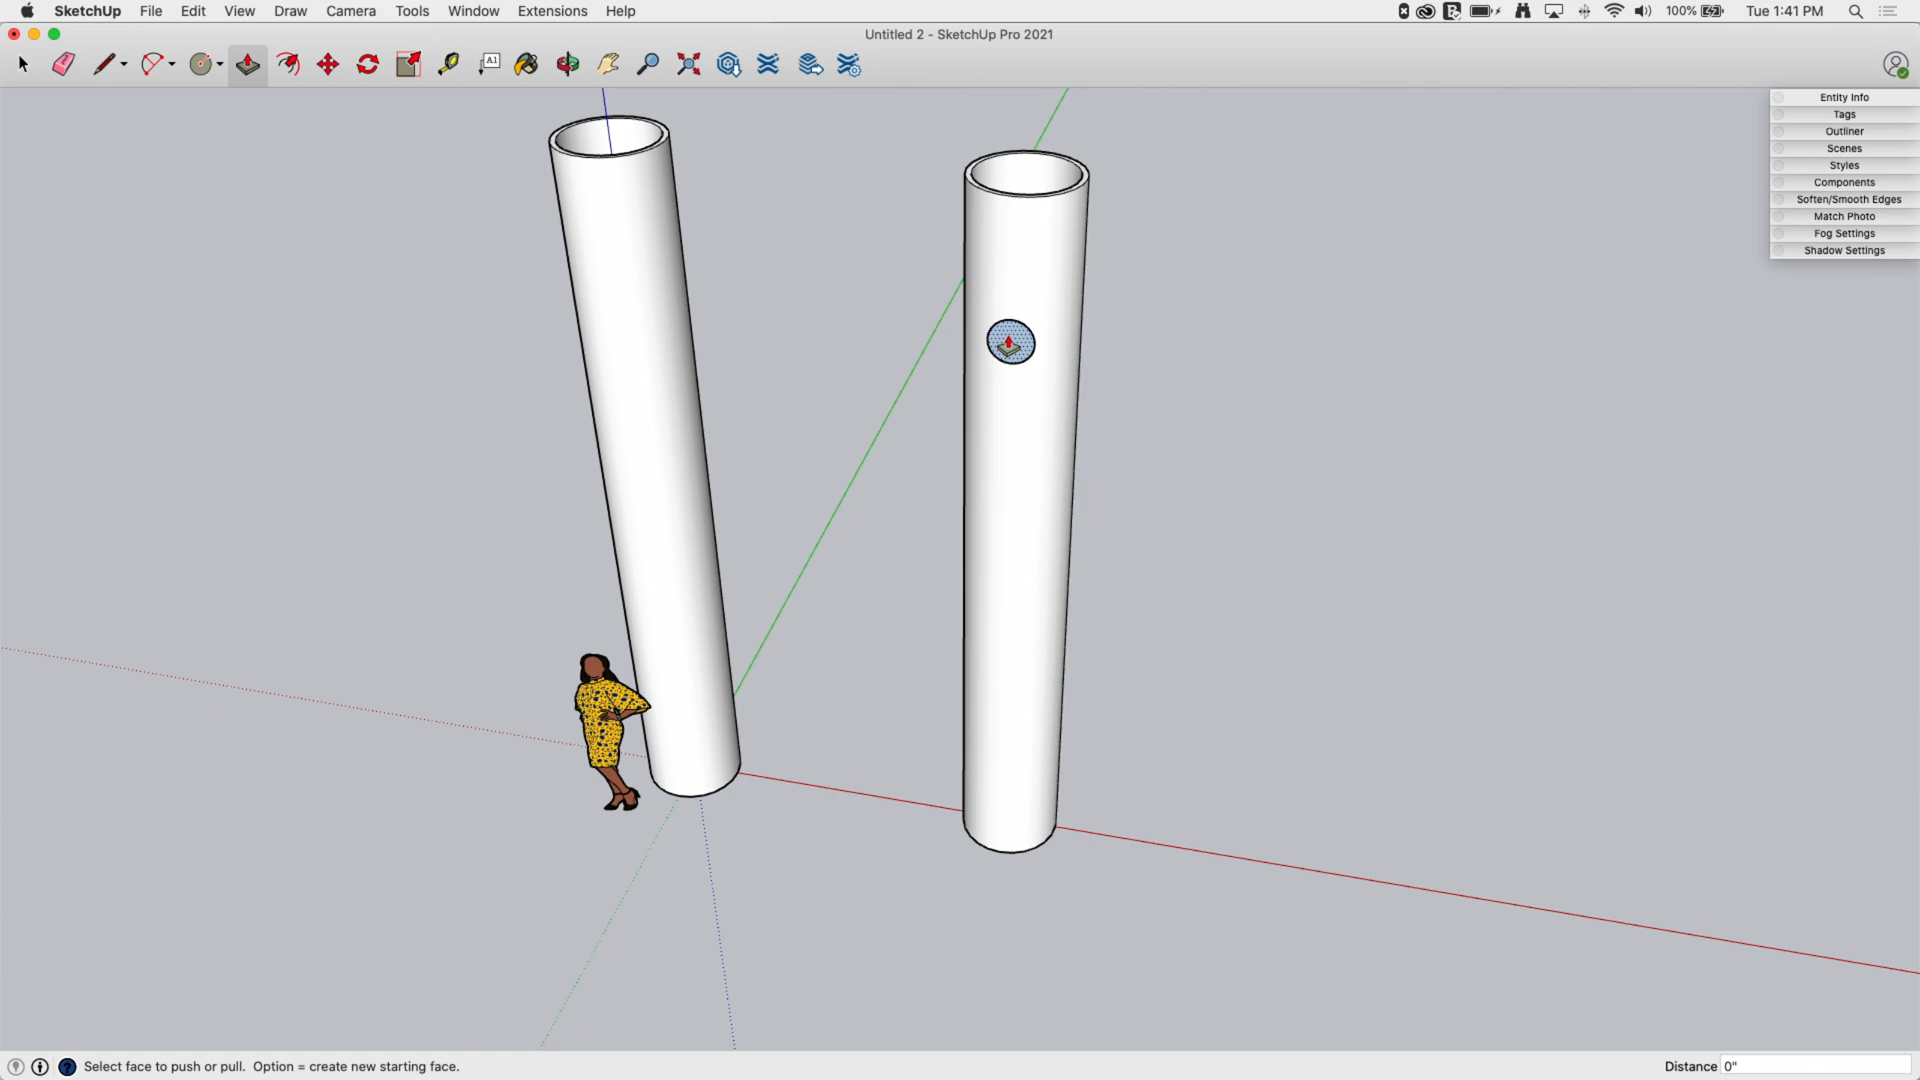 SketchUp File Edit View Draw Camera Tools Window Extensions Help 100% Tue 1:41 PM
Untitled 2 - SketchUp Pro 2021
A1
Entity Info
Tags
Outliner
Scenes
Styles
Components
Soften/Smooth Edges
Match Photo
Fog Settings
Shadow Settings
Select face to push or pull. Option = create new starting face. Distance 0"